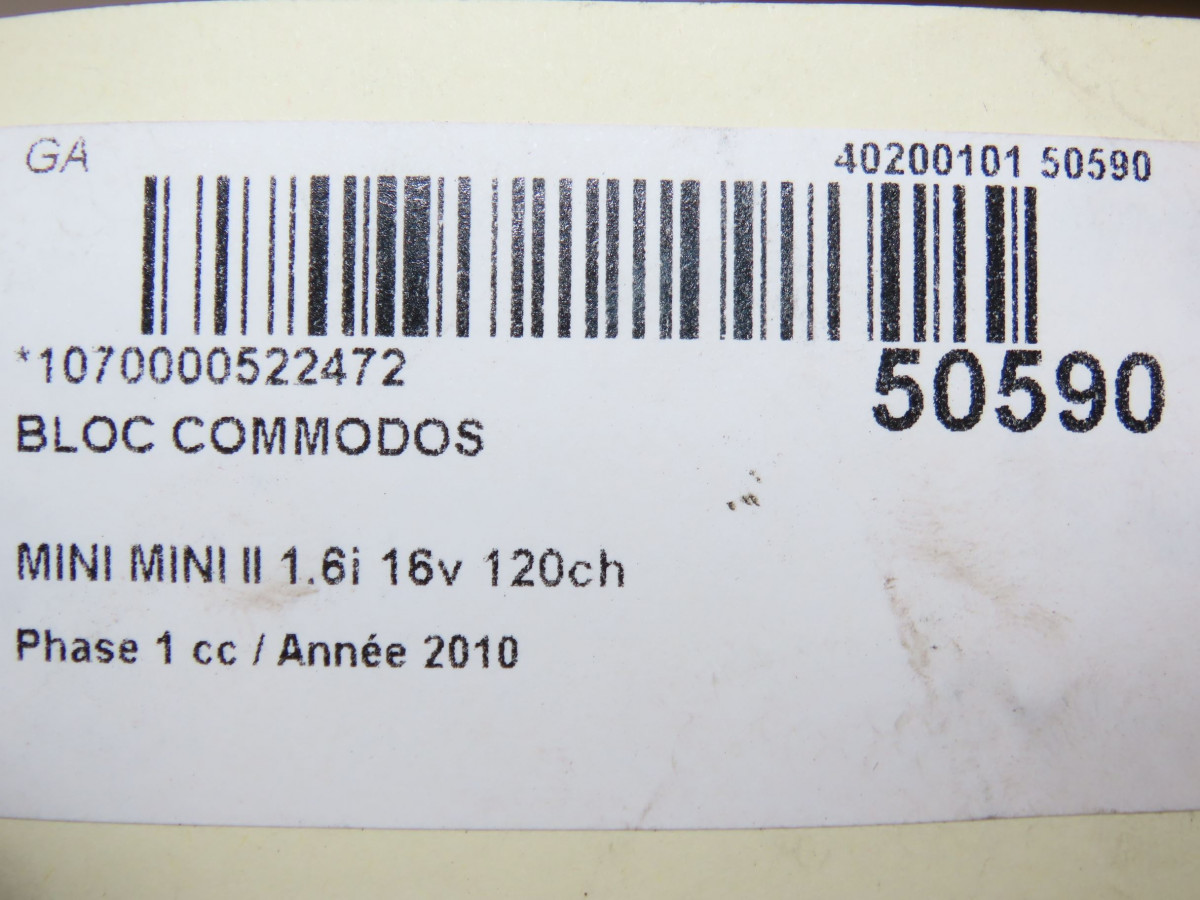 GA 40200101 50590
*1070000522472 50590
BLOC COMMODOS
MINI MINI II 1.6i 16v 120ch
Phase 1 cc / Année 2010